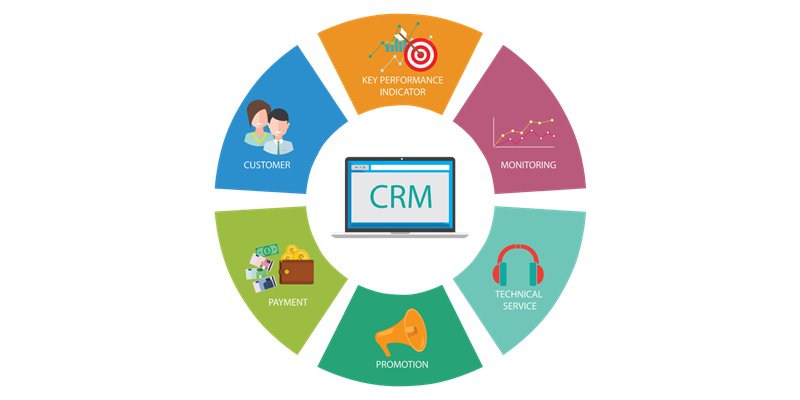 KEY PERFORMANCE
INDICATOR
MONITORING
TECHNICAL
SERVICE
PROMOTION
PAYMENT
CUSTOMER
CRM